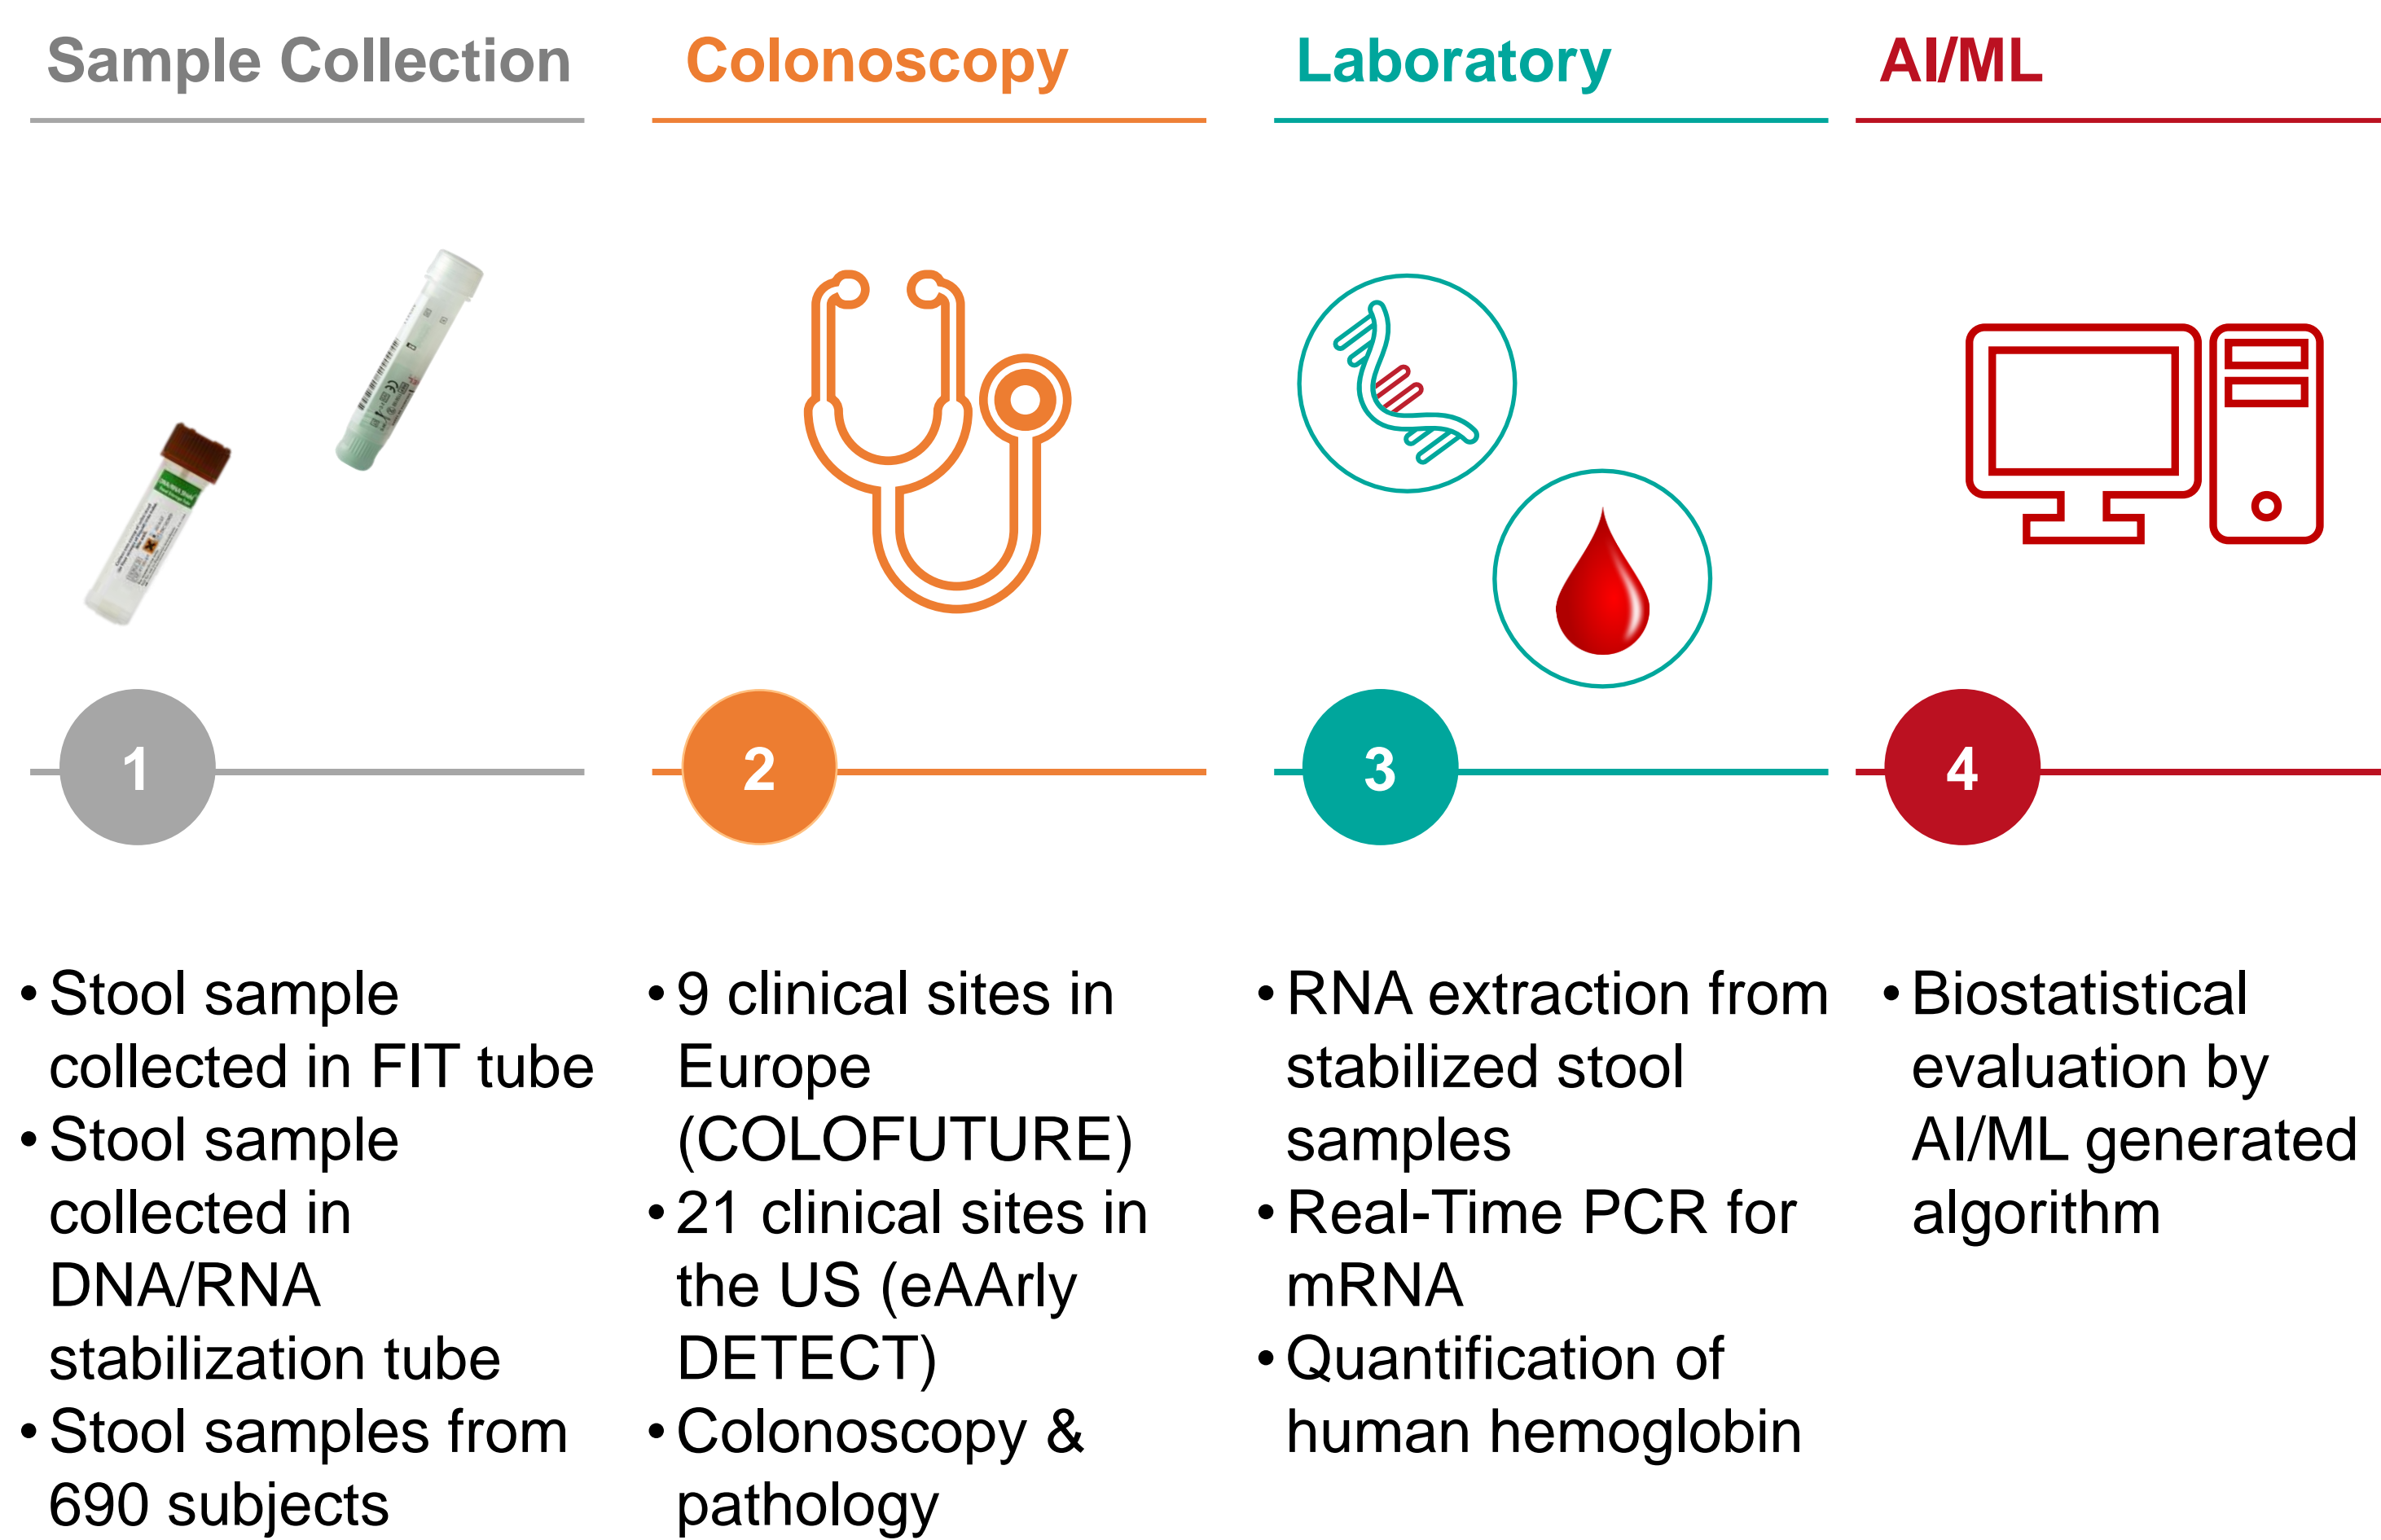 Sample Collection
Colonoscopy
Laboratory
AI/ML
1
2
3
4
• Stool sample
collected in FIT tube
• Stool sample
collected in
DNA/RNA
stabilization tube
• Stool samples from
690 subjects
• 9 clinical sites in
Europe
(COLOFUTURE)
• 21 clinical sites in
the US (eAArly
DETECT)
• Colonoscopy &
pathology
• RNA extraction from
stabilized stool
samples
• Real-Time PCR for
mRNA
• Quantification of
human hemoglobin
• Biostatistical
evaluation by
AI/ML generated
algorithm